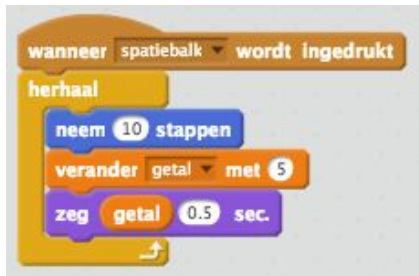 wanneer spatiebalk wordt ingedrukt
herhaal
neem 10 stappen
verander getal met 5
zeg getal 0.5 sec.